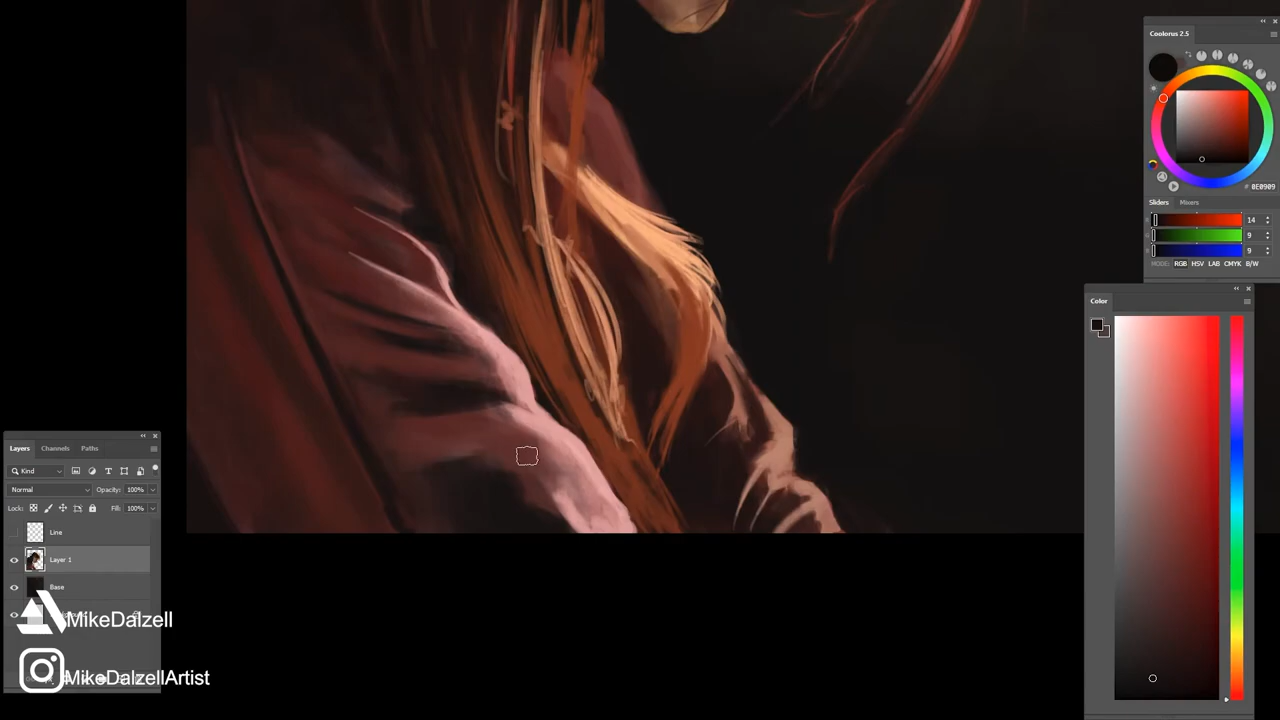 Coolorus 2.5
# 0E0909
Sliders Mixers
14
9
9
MODE: RGB HSV LAB CMYK B/W
Color
Layers Channels Paths
Kind
Normal Opacity: 100%
Lock: Fill: 100%
Line
Layer 1
Base
MikeDalzell
MikeDalzellArtist